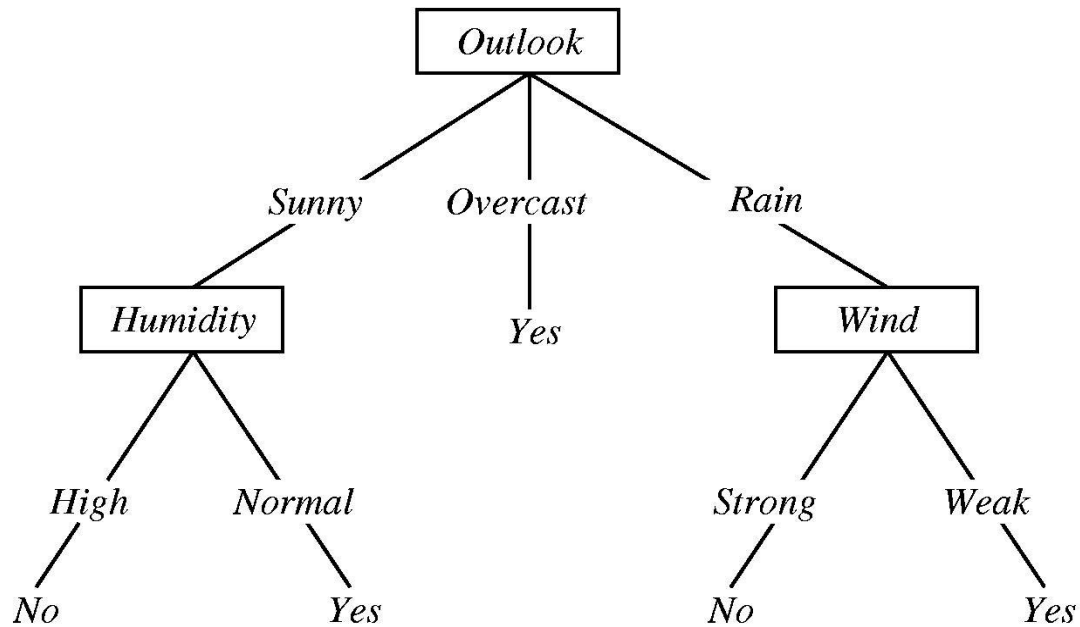 Outlook
Sunny Overcast Rain
Humidity Yes Wind
High Normal Strong Weak
No Yes No Yes